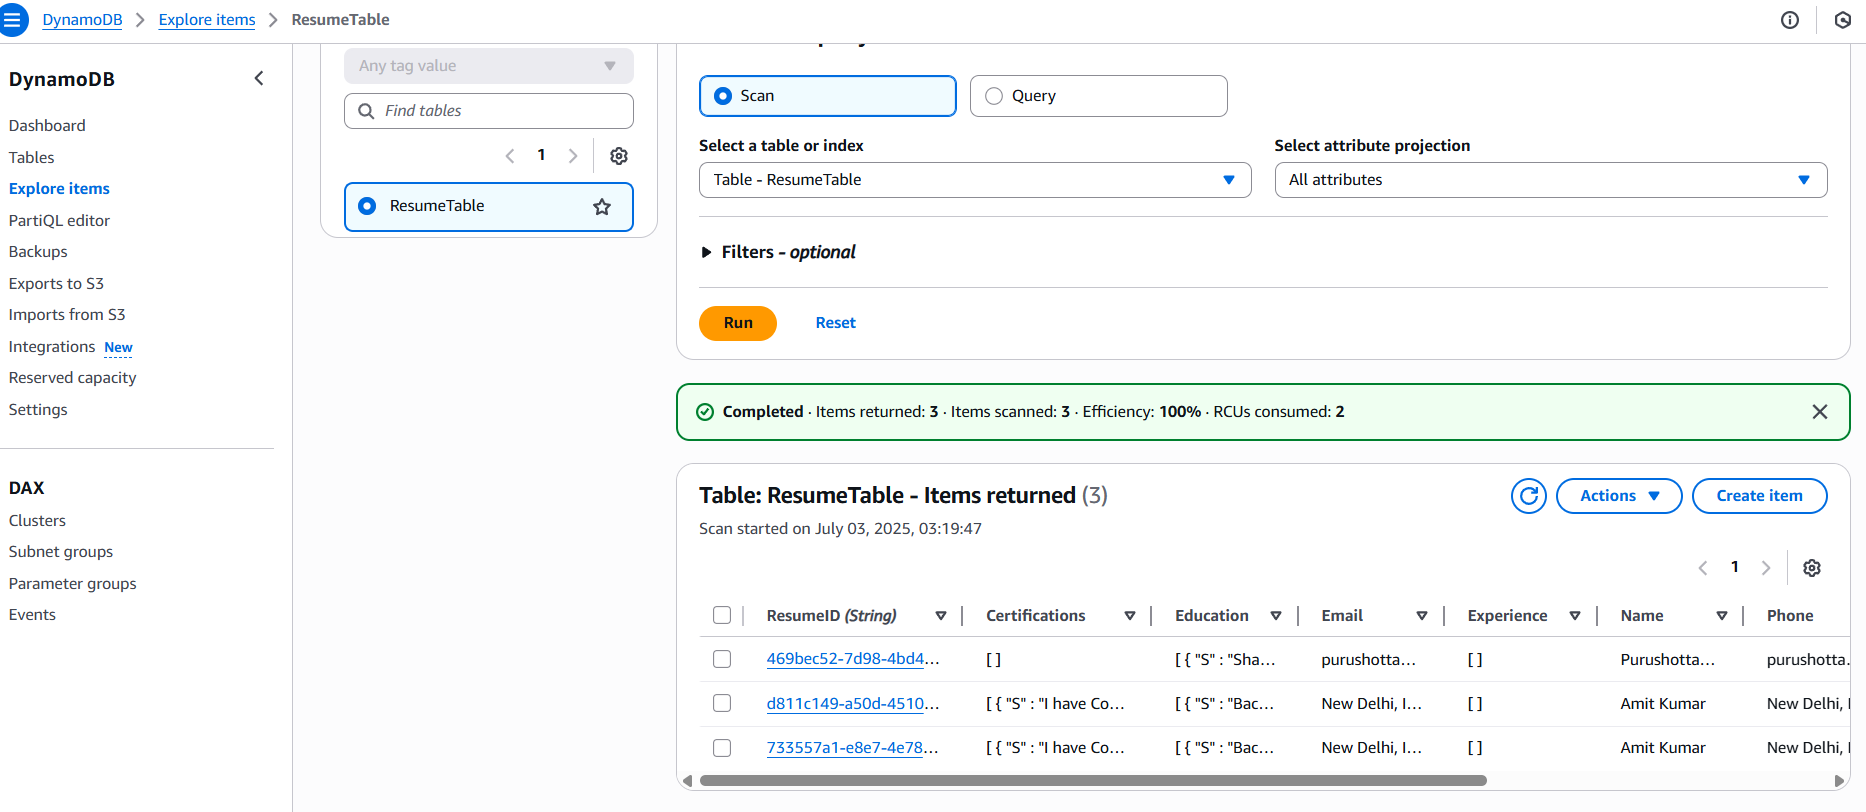 DynamoDB > Explore items > ResumeTable
DynamoDB
Dashboard
Tables
Explore items
PartiQL editor
Backups
Exports to S3
Imports from S3
Integrations New
Reserved capacity
Settings
DAX
Clusters
Subnet groups
Parameter groups
Events
Any tag value
Find tables
1
ResumeTable
Scan
Query
Select a table or index
Select attribute projection
Table - ResumeTable
All attributes
Filters - optional
Run
Reset
Completed · Items returned: 3 · Items scanned: 3 · Efficiency: 100% · RCUs consumed: 2
Table: ResumeTable - Items returned (3)
Actions
Create item
Scan started on July 03, 2025, 03:19:47
1
ResumeID (String) Certifications Education Email Experience Name Phone
469bec52-7d98-4bd4... [ ] [ { "S" : "Sha... purushotta... [ ] Purushotta... purushotta.
d811c149-a50d-4510... [ { "S" : "I have Co... [ { "S" : "Bac... New Delhi, I... [ ] Amit Kumar New Delhi, I
733557a1-e8e7-4e78... [ { "S" : "I have Co... [ { "S" : "Bac... New Delhi, I... [ ] Amit Kumar New Delhi, I